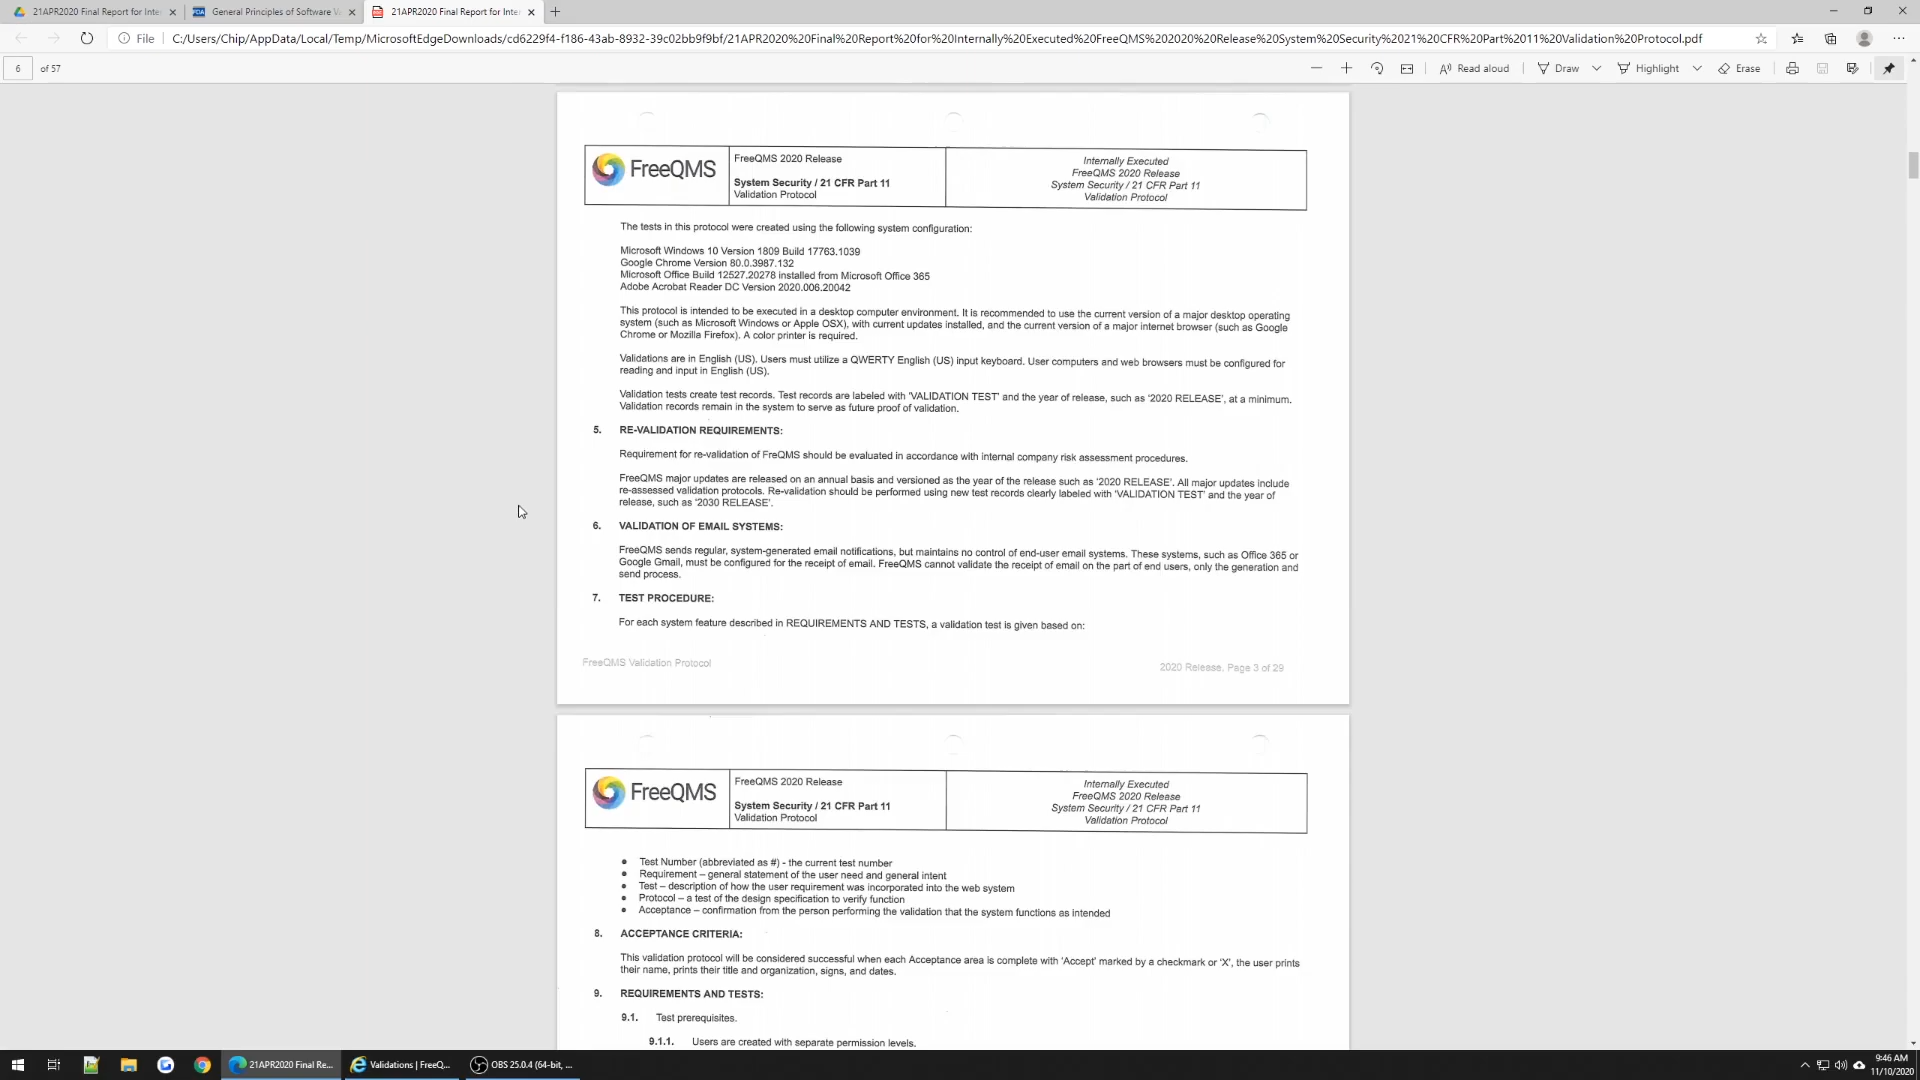 21APR2020 Final Report for Inte
General Principles of Software V
21APR2020 Final Report for Inte
File
C:/Users/Chip/AppData/Local/Temp/MicrosoftEdgeDownloads/cd6229f4-f186-43ab-8932-39c02bb9f9bf/21APR2020%20Final%20Report%20for%20Internally%20Executed%20FreeQMS%202020%20Release%20System%20Security%2021%20CFR%20Part%2011%20Validation%20Protocol.pdf
6 of 57
Read aloud
Draw
Highlight
Erase
FreeQMS
FreeQMS 2020 Release
System Security / 21 CFR Part 11
Validation Protocol
Internally Executed
FreeQMS 2020 Release
System Security / 21 CFR Part 11
Validation Protocol
The tests in this protocol were created using the following system configuration:
Microsoft Windows 10 Version 1809 Build 17763.1039
Google Chrome Version 80.0.3987.132
Microsoft Office Build 12527.20278 installed from Microsoft Office 365
Adobe Acrobat Reader DC Version 2020.006.20042
This protocol is intended to be executed in a desktop computer environment. It is recommended to use the current version of a major desktop operating
system (such as Microsoft Windows or Apple OSX), with current updates installed, and the current version of a major internet browser (such as Google
Chrome or Mozilla Firefox). A color printer is required.
Validations are in English (US). Users must utilize a QWERTY English (US) input keyboard. User computers and web browsers must be configured for
reading and input in English (US).
Validation tests create test records. Test records are labeled with 'VALIDATION TEST' and the year of release, such as '2020 RELEASE', at a minimum.
Validation records remain in the system to serve as future proof of validation.
5. RE-VALIDATION REQUIREMENTS:
Requirement for re-validation of FreQMS should be evaluated in accordance with internal company risk assessment procedures.
FreeQMS major updates are released on an annual basis and versioned as the year of the release such as '2020 RELEASE'. All major updates include
re-assessed validation protocols. Re-validation should be performed using new test records clearly labeled with 'VALIDATION TEST' and the year of
release, such as '2030 RELEASE'.
6. VALIDATION OF EMAIL SYSTEMS:
FreeQMS sends regular, system-generated email notifications, but maintains no control of end-user email systems. These systems, such as Office 365 or
Google Gmail, must be configured for the receipt of email. FreeQMS cannot validate the receipt of email on the part of end users, only the generation and
send process.
7. TEST PROCEDURE:
For each system feature described in REQUIREMENTS AND TESTS, a validation test is given based on:
FreeQMS Validation Protocol
2020 Release. Page 3 of 29
FreeQMS
FreeQMS 2020 Release
System Security / 21 CFR Part 11
Validation Protocol
Internally Executed
FreeQMS 2020 Release
System Security / 21 CFR Part 11
Validation Protocol
• Test Number (abbreviated as #) - the current test number
• Requirement – general statement of the user need and general intent
• Test – description of how the user requirement was incorporated into the web system
• Protocol – a test of the design specification to verify function
• Acceptance – confirmation from the person performing the validation that the system functions as intended
8. ACCEPTANCE CRITERIA:
This validation protocol will be considered successful when each Acceptance area is complete with 'Accept' marked by a checkmark or 'X', the user prints
their name, prints their title and organization, signs, and dates.
9. REQUIREMENTS AND TESTS:
9.1. Test prerequisites.
9.1.1. Users are created with separate permission levels.
21APR2020 Final Re...
Validations | FreeQ...
OBS 25.0.4 (64-bit, ...
9:46 AM
11/10/2020